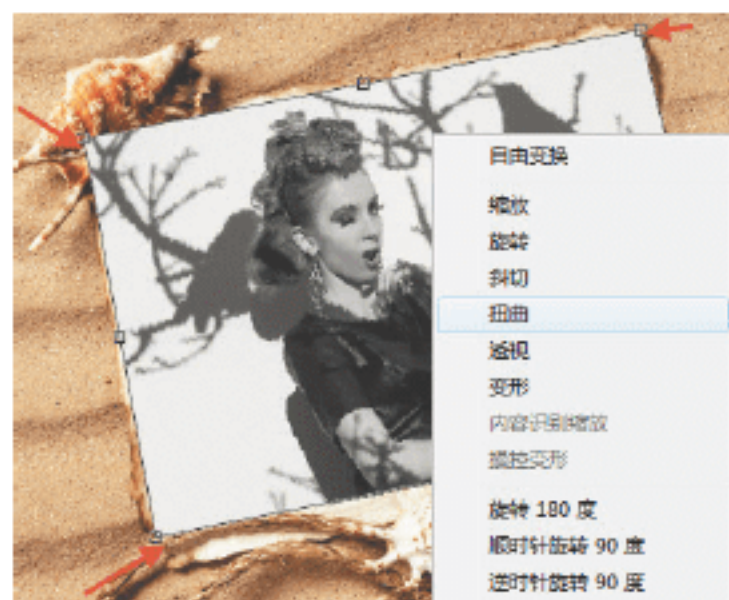 自由变换
缩放
旋转
斜切
扭曲
透视
变形
内容识别缩放
操控变形
旋转 180 度
顺时针旋转 90 度
逆时针旋转 90 度